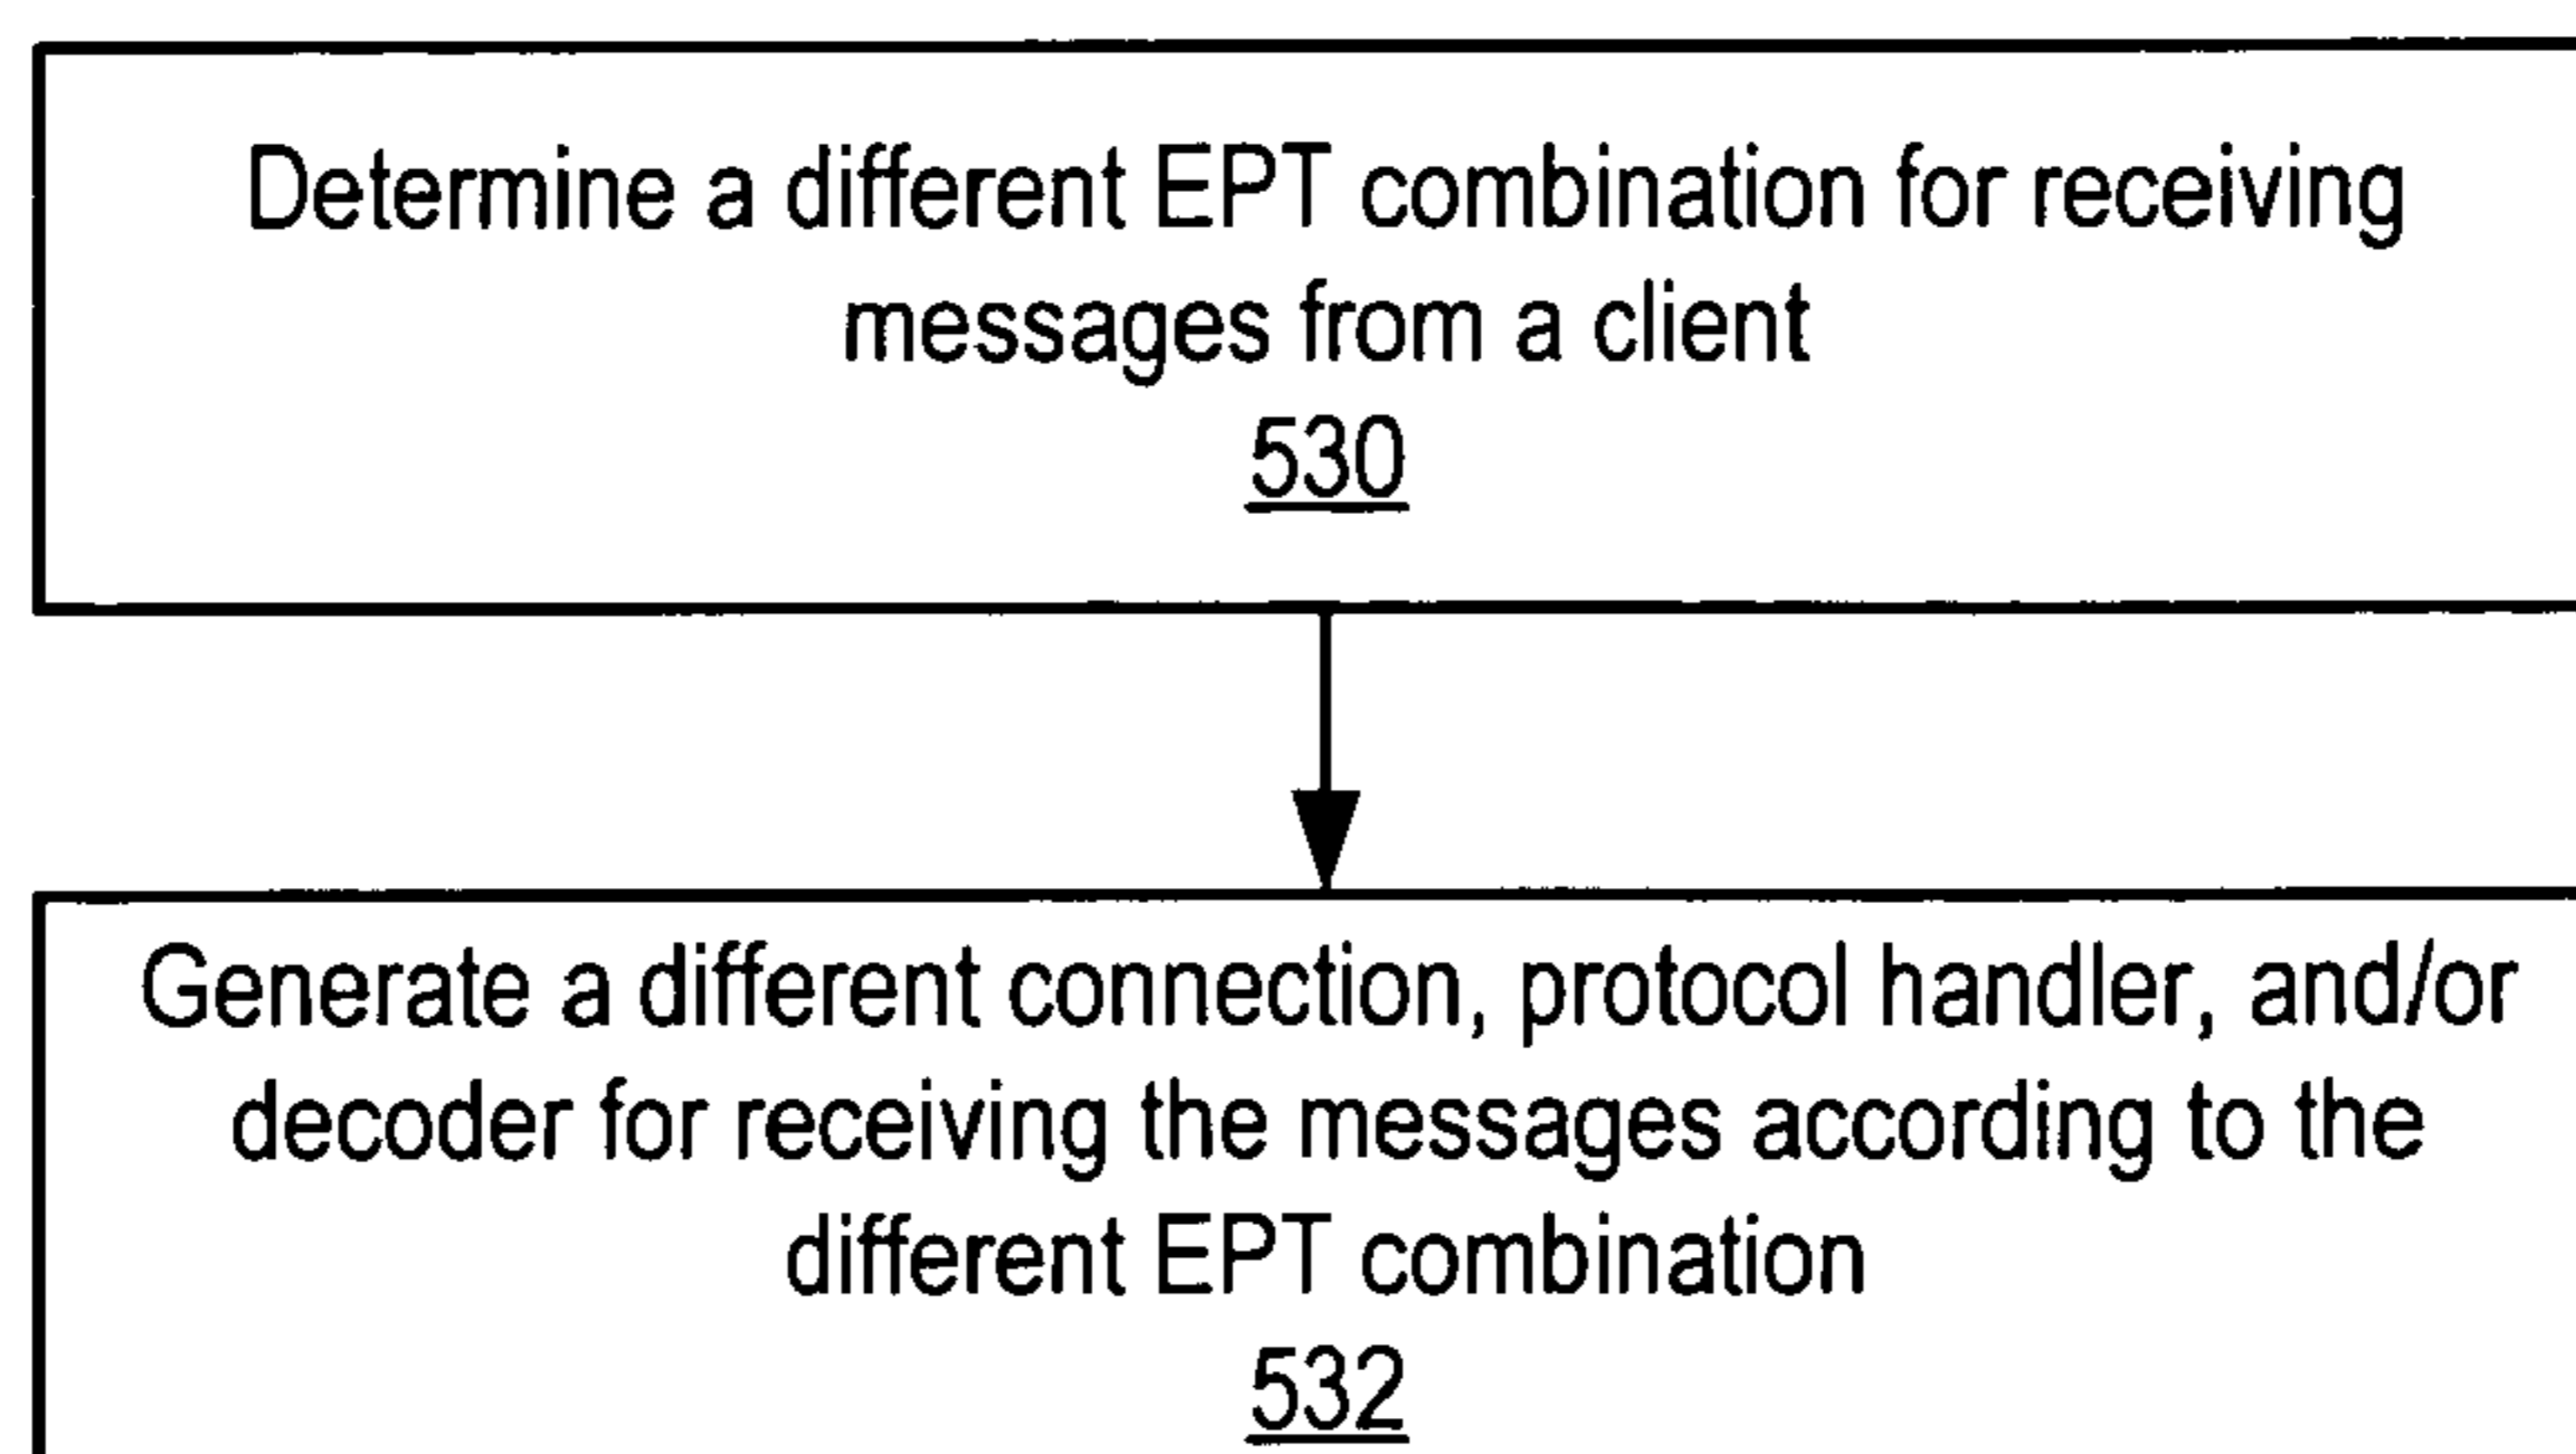 Determine a different EPT combination for receiving
messages from a client
530
Generate a different connection, protocol handler, and/or
decoder for receiving the messages according to the
different EPT combination
532